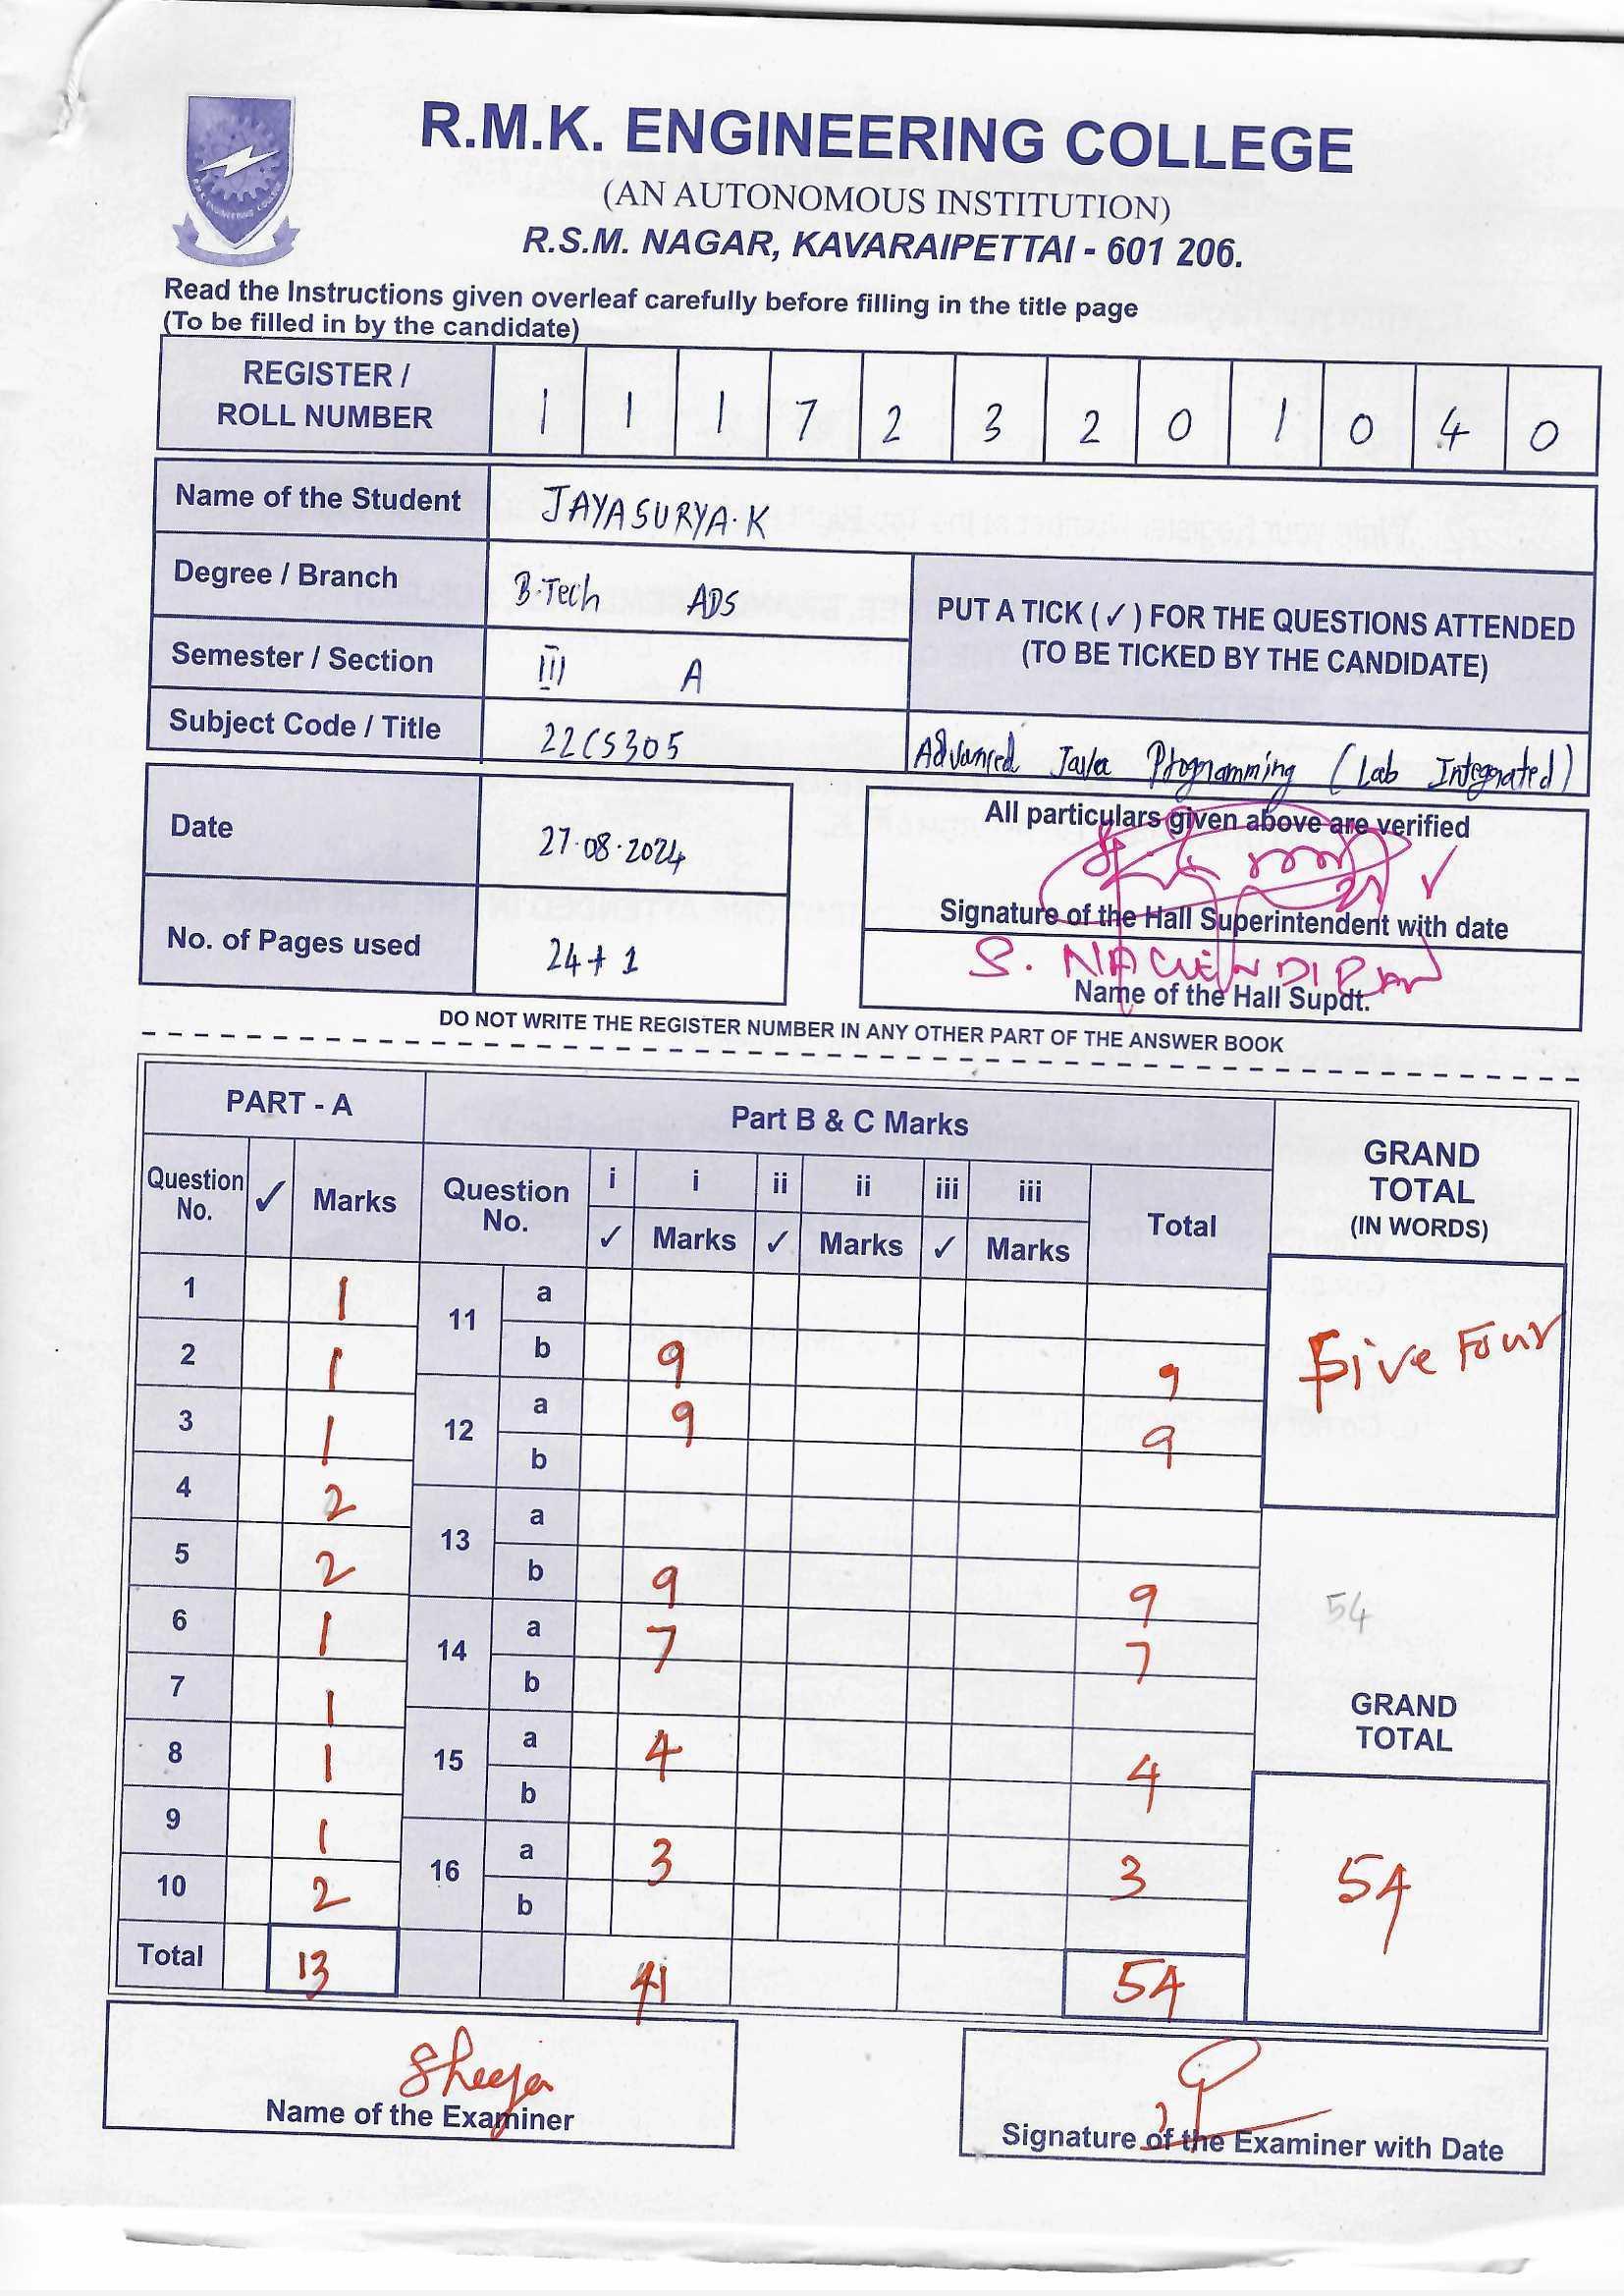 R.M.K. ENGINEERING COLLEGE
(AN AUTONOMOUS INSTITUTION)
R.S.M. NAGAR, KAVARAIPETTAI - 601 206.
Read the Instructions given overleaf carefully before filling in the title page
(To be filled in by the candidate)
REGISTER / ROLL NUMBER 1 1 1 7 2 3 2 0 1 0 4 0
Name of the Student JAYASURYA.K
Degree / Branch B.Tech ADS
PUT A TICK ( ✓ ) FOR THE QUESTIONS ATTENDED
(TO BE TICKED BY THE CANDIDATE)
Semester / Section III A
Subject Code / Title 22CS305 Advanced Java Programming (Lab Integrated)
Date 27.08.2024
All particulars given above are verified
✓
Signature of the Hall Superintendent with date
No. of Pages used 24+1
Name of the Hall Supdt.
DO NOT WRITE THE REGISTER NUMBER IN ANY OTHER PART OF THE ANSWER BOOK
PART - A Part B & C Marks GRAND TOTAL (IN WORDS)
Question No. ✓ Marks Question No. i i ii ii iii iii Total
✓ Marks ✓ Marks ✓ Marks
1 1 11 a
2 1 b 9 9
Five Four
3 1 12 a 9 9
4 2 b
5 2 13 a
b 9 9
54
6 1 14 a 7 7
7 1 b
GRAND TOTAL
8 1 15 a 4 4
9 1 b
10 2 16 a 3 3
b
54
Total 13 41 54
Sheeja
Name of the Examiner
Signature of the Examiner with Date